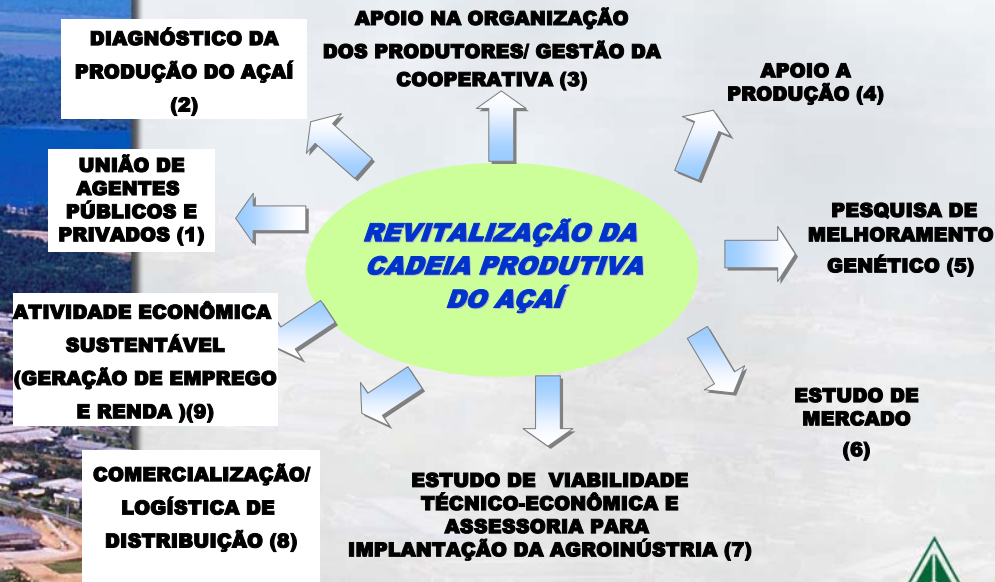 APOIO NA ORGANIZAÇÃO
DOS PRODUTORES/ GESTÃO DA
COOPERATIVA (3)
DIAGNÓSTICO DA
PRODUÇÃO DO AÇAÍ
(2)
APOIO A
PRODUÇÃO (4)
UNIÃO DE
AGENTES
PÚBLICOS E
PRIVADOS (1)
REVITALIZAÇÃO DA
CADEIA PRODUTIVA
DO AÇAÍ
PESQUISA DE
MELHORAMENTO
GENÉTICO (5)
ATIVIDADE ECONÔMICA
SUSTENTÁVEL
(GERAÇÃO DE EMPREGO
E RENDA )(9)
ESTUDO DE
MERCADO
(6)
COMERCIALIZAÇÃO/
LOGÍSTICA DE
DISTRIBUIÇÃO (8)
ESTUDO DE VIABILIDADE
TÉCNICO-ECONÔMICA E
ASSESSORIA PARA
IMPLANTAÇÃO DA AGROINÚSTRIA (7)